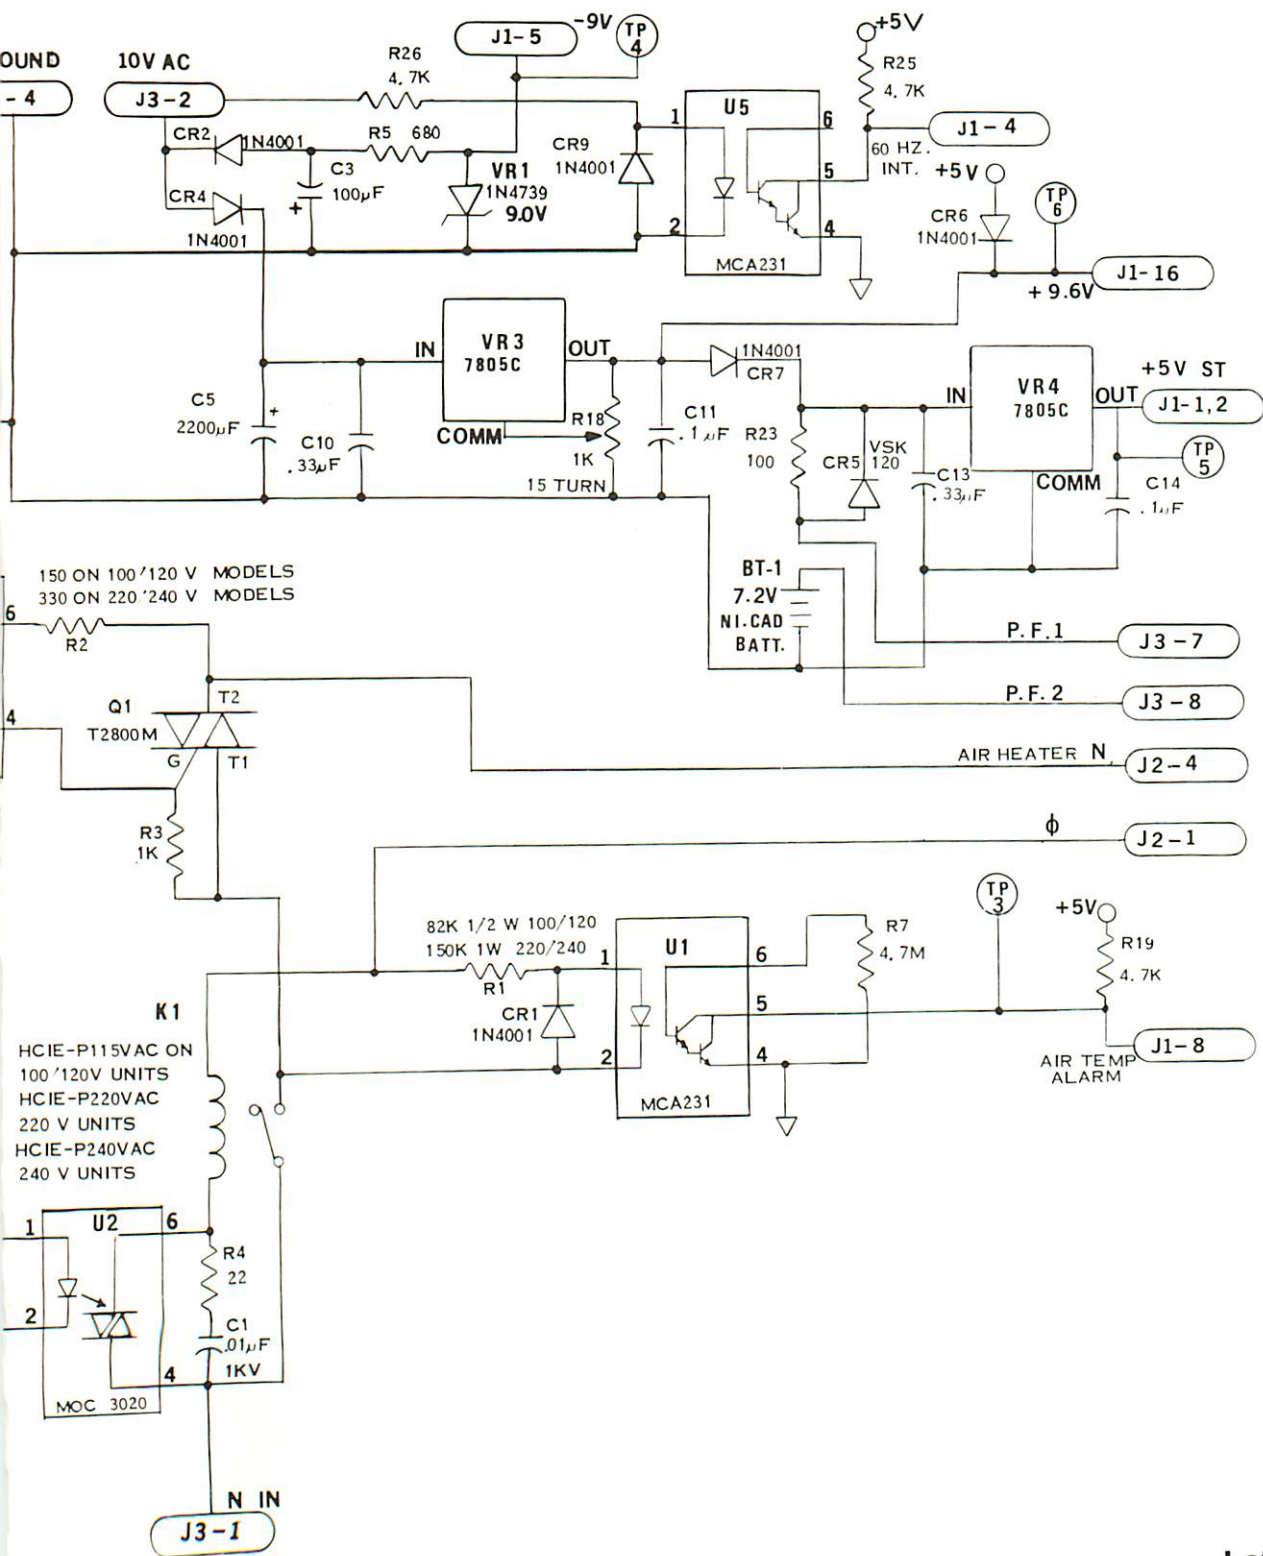 OUND
- 4
10V AC
J3-2
R26
4.7K
J1-5
-9V
TP
4
+5V
R25
4.7K
J1-4
60 HZ.
INT.
CR2
1N4001
R5 680
C3
100µF
+
CR4
1N4001
VR1
1N4739
9.0V
CR9
1N4001
1
2
U5
6
5
4
MCA231
+5V
CR6
1N4001
TP
6
J1-16
+9.6V
IN
VR3
7805C
OUT
COMM
C5
2200µF
+
C10
.33µF
R18
1K
15 TURN
C11
.1µF
1N4001
CR7
R23
100
CR5
VSK
120
C13
.33µF
IN
VR4
7805C
OUT
COMM
+5V ST
J1-1,2
TP
5
C14
.1µF
BT-1
7.2V
NI.CAD
BATT.
P.F.1
J3-7
P.F.2
J3-8
150 ON 100/120 V MODELS
330 ON 220/240 V MODELS
6
R2
4
Q1
T2800M
T2
G
T1
R3
1K
AIR HEATER N
J2-4
ϕ
J2-1
82K 1/2 W 100/120
150K 1W 220/240
R1
CR1
1N4001
1
2
U1
6
5
4
MCA231
R7
4.7M
TP
3
+5V
R19
4.7K
J1-8
AIR TEMP
ALARM
K1
HCIE-P115VAC ON
100/120V UNITS
HCIE-P220VAC
220 V UNITS
HCIE-P240VAC
240 V UNITS
1
2
U2
6
4
MOC 3020
R4
22
C1
.01µF
1KV
N IN
J3-1